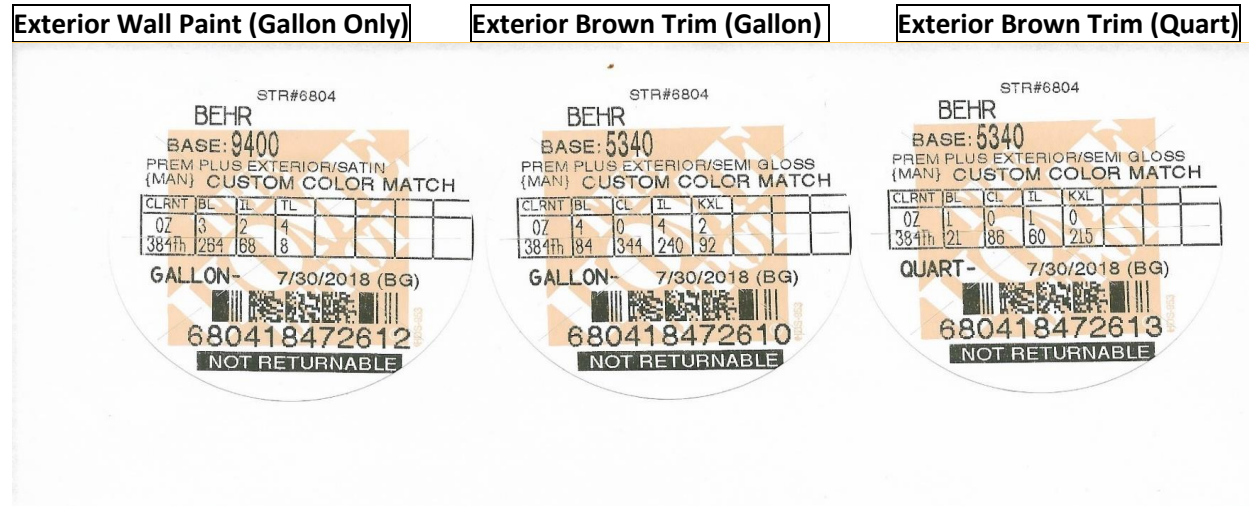 Exterior Wall Paint (Gallon Only)
Exterior Brown Trim (Gallon)
Exterior Brown Trim (Quart)
STR#6804
BEHR
BASE: 9400
PREM PLUS EXTERIOR/SATIN
{MAN} CUSTOM COLOR MATCH
CLRNT BL IL TL
OZ 3 2 4
384Th 264 68 8
GALLON- 7/30/2018 (BG)
680418472612
NOT RETURNABLE
STR#6804
BEHR
BASE: 5340
PREM PLUS EXTERIOR/SEMI GLOSS
{MAN} CUSTOM COLOR MATCH
CLRNT BL CL IL KXL
OZ 4 0 4 2
384Th 84 344 240 92
GALLON- 7/30/2018 (BG)
680418472610
NOT RETURNABLE
STR#6804
BEHR
BASE: 5340
PREM PLUS EXTERIOR/SEMI GLOSS
{MAN} CUSTOM COLOR MATCH
CLRNT BL CL IL KXL
OZ 1 0 1 0
384Th 21 86 60 215
QUART- 7/30/2018 (BG)
680418472613
NOT RETURNABLE